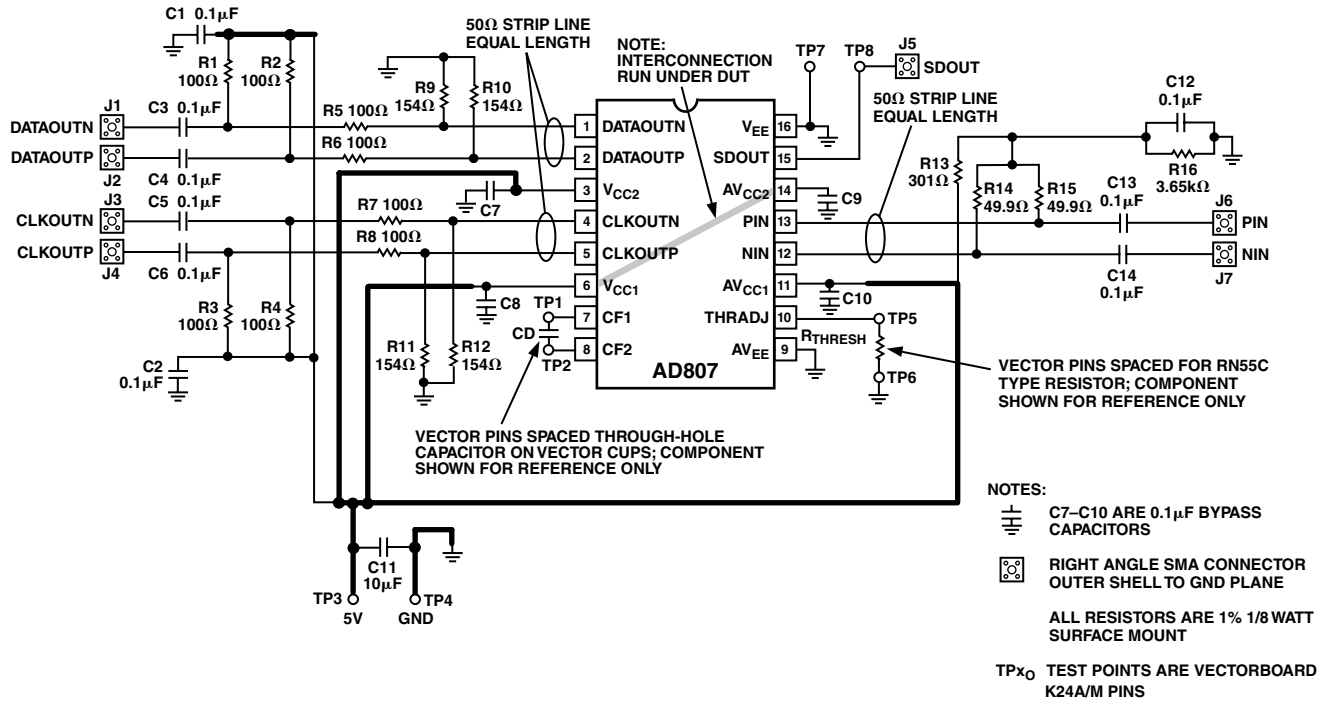 C1 0.1µF
R1
100Ω
R2
100Ω
J1
C3 0.1µF
DATAOUTN
DATAOUTP
J2
C4 0.1µF
J3
C5 0.1µF
CLKOUTN
CLKOUTP
J4
C6 0.1µF
R3
100Ω
R4
100Ω
C2
0.1µF
R5 100Ω
R6 100Ω
R7 100Ω
R8 100Ω
R9
154Ω
R10
154Ω
R11
154Ω
R12
154Ω
50Ω STRIP LINE
EQUAL LENGTH
NOTE:
INTERCONNECTION
RUN UNDER DUT
C7
C8
TP1
CD
TP2
1 DATAOUTN
2 DATAOUTP
3 VCC2
4 CLKOUTN
5 CLKOUTP
6 VCC1
7 CF1
8 CF2
VEE 16
SDOUT 15
AVCC2 14
PIN 13
NIN 12
AVCC1 11
THRADJ 10
AVEE 9
AD807
TP7
TP8
J5
SDOUT
50Ω STRIP LINE
EQUAL LENGTH
C9
C10
R13
301Ω
R14
49.9Ω
R15
49.9Ω
C12
0.1µF
R16
3.65kΩ
C13
0.1µF
J6
PIN
NIN
J7
C14
0.1µF
TP5
RTHRESH
TP6
VECTOR PINS SPACED FOR RN55C
TYPE RESISTOR; COMPONENT
SHOWN FOR REFERENCE ONLY
VECTOR PINS SPACED THROUGH-HOLE
CAPACITOR ON VECTOR CUPS; COMPONENT
SHOWN FOR REFERENCE ONLY
C11
10µF
TP3
5V
TP4
GND
NOTES:
C7–C10 ARE 0.1µF BYPASS
CAPACITORS
RIGHT ANGLE SMA CONNECTOR
OUTER SHELL TO GND PLANE
ALL RESISTORS ARE 1% 1/8 WATT
SURFACE MOUNT
TPxO TEST POINTS ARE VECTORBOARD
K24A/M PINS